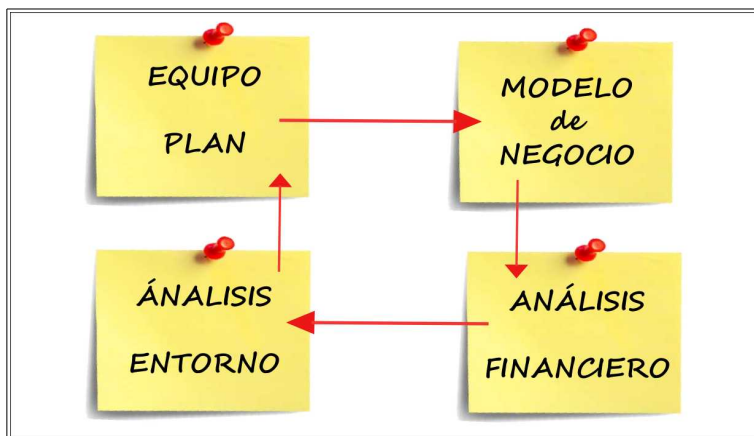 EQUIPO
PLAN
MODELO
de
NEGOCIO
ÁNALISIS
ENTORNO
ANÁLISIS
FINANCIERO